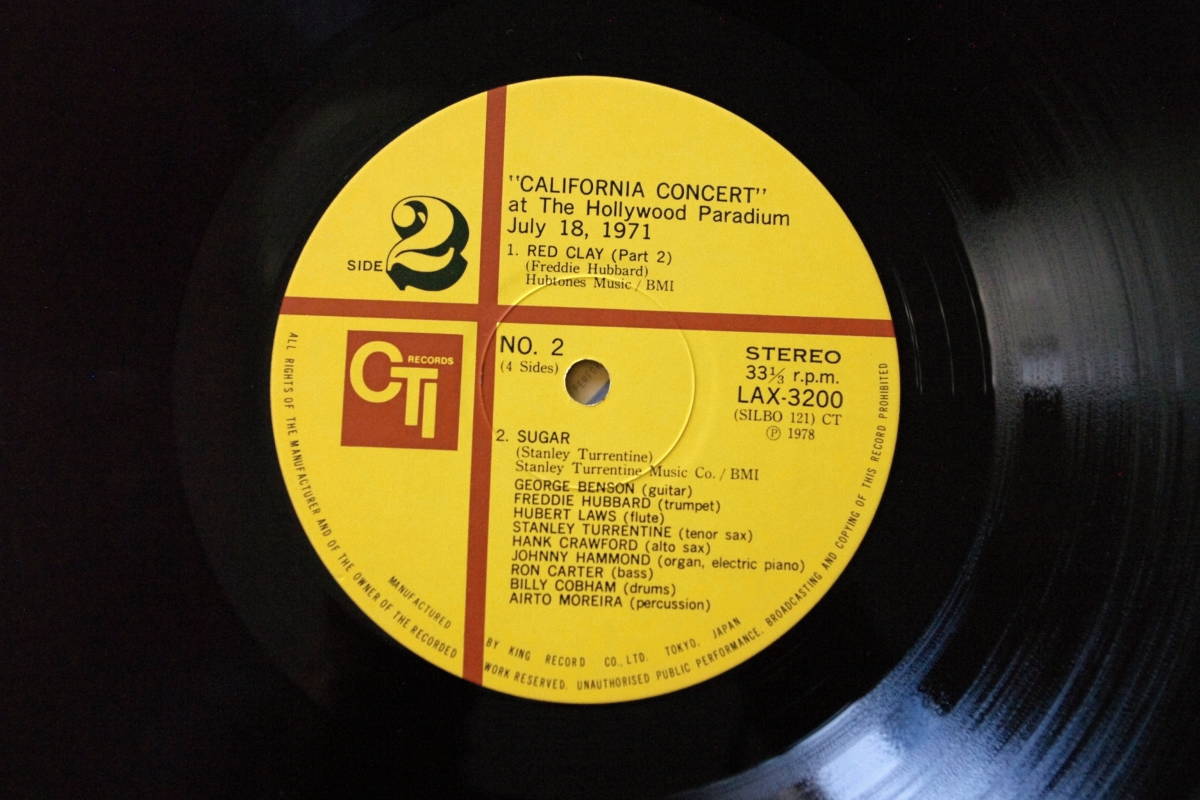 "CALIFORNIA CONCERT"
at The Hollywood Paradium
July 18, 1971
1. RED CLAY (Part 2)
(Freddie Hubbard)
Hubtones Music / BMI
SIDE 2
CTI RECORDS
NO. 2
(4 Sides)
STEREO
33⅓ r.p.m.
LAX-3200
(SILBO 121) CT
Ⓟ 1978
2. SUGAR
(Stanley Turrentine)
Stanley Turrentine Music Co. / BMI
GEORGE BENSON (guitar)
FREDDIE HUBBARD (trumpet)
HUBERT LAWS (flute)
STANLEY TURRENTINE (tenor sax)
HANK CRAWFORD (alto sax)
JOHNNY HAMMOND (organ, electric piano)
RON CARTER (bass)
BILLY COBHAM (drums)
AIRTO MOREIRA (percussion)
MANUFACTURED BY KING RECORD CO., LTD. TOKYO, JAPAN
ALL RIGHTS OF THE MANUFACTURER AND OF THE OWNER OF THE RECORDED WORK RESERVED. UNAUTHORISED PUBLIC PERFORMANCE, BROADCASTING AND COPYING OF THIS RECORD PROHIBITED